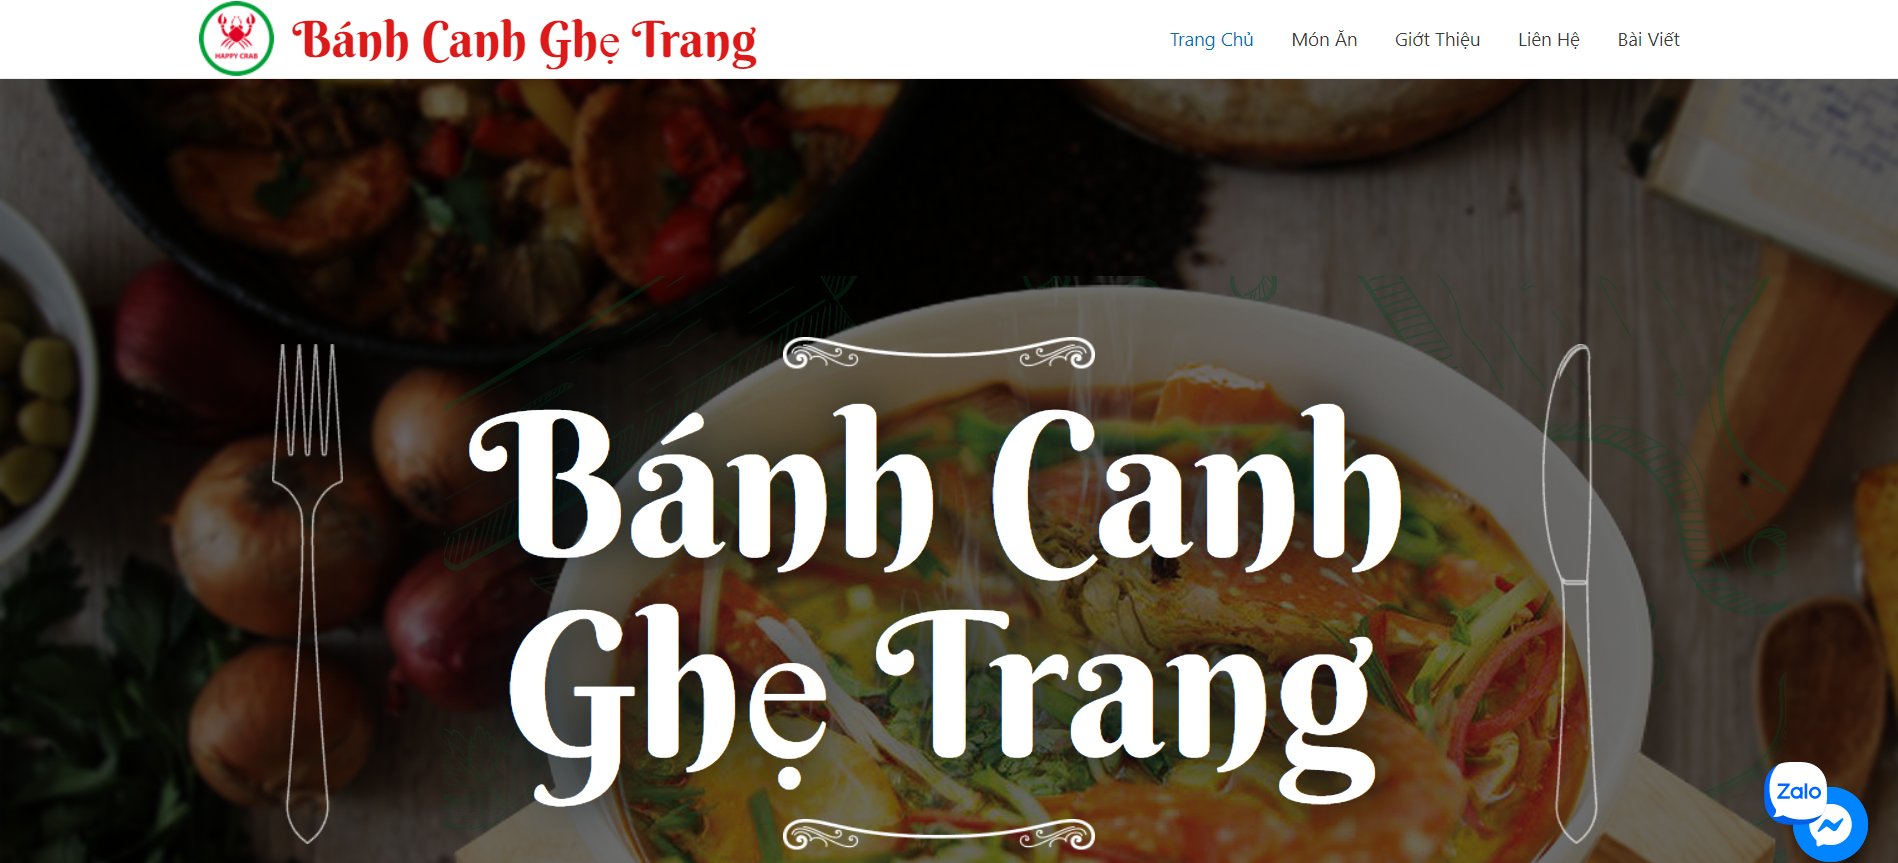 HAPPY CRAB
Bánh Canh Ghẹ Trang
Trang Chủ
Món Ăn
Giới Thiệu
Liên Hệ
Bài Viết
Bánh Canh
Ghẹ Trang
Zalo